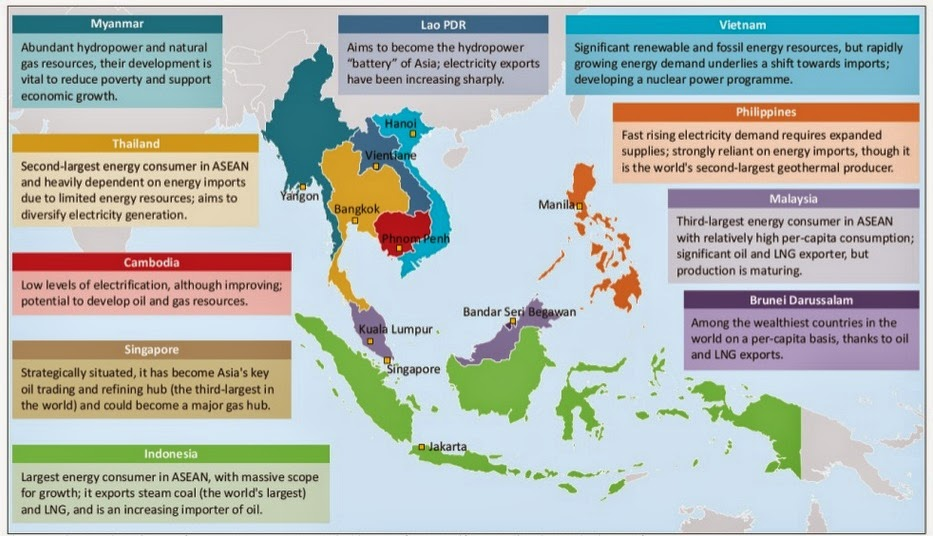 Myanmar
Abundant hydropower and natural
gas resources, their development is
vital to reduce poverty and support
economic growth.
Lao PDR
Aims to become the hydropower
“battery” of Asia; electricity exports
have been increasing sharply.
Vietnam
Significant renewable and fossil energy resources, but rapidly
growing energy demand underlies a shift towards imports;
developing a nuclear power programme.
Thailand
Second-largest energy consumer in ASEAN
and heavily dependent on energy imports
due to limited energy resources; aims to
diversify electricity generation.
Philippines
Fast rising electricity demand requires expanded
supplies; strongly reliant on energy imports, though it
is the world's second-largest geothermal producer.
Malaysia
Third-largest energy consumer in ASEAN
with relatively high per-capita consumption;
significant oil and LNG exporter, but
production is maturing.
Cambodia
Low levels of electrification, although improving;
potential to develop oil and gas resources.
Brunei Darussalam
Among the wealthiest countries in the
world on a per-capita basis, thanks to oil
and LNG exports.
Singapore
Strategically situated, it has become Asia's key
oil trading and refining hub (the third-largest in
the world) and could become a major gas hub.
Indonesia
Largest energy consumer in ASEAN, with massive scope
for growth; it exports steam coal (the world's largest)
and LNG, and is an increasing importer of oil.
Hanoi
Vientiane
Yangon
Bangkok
Manila
Phnom Penh
Bandar Seri Begawan
Kuala Lumpur
Singapore
Jakarta